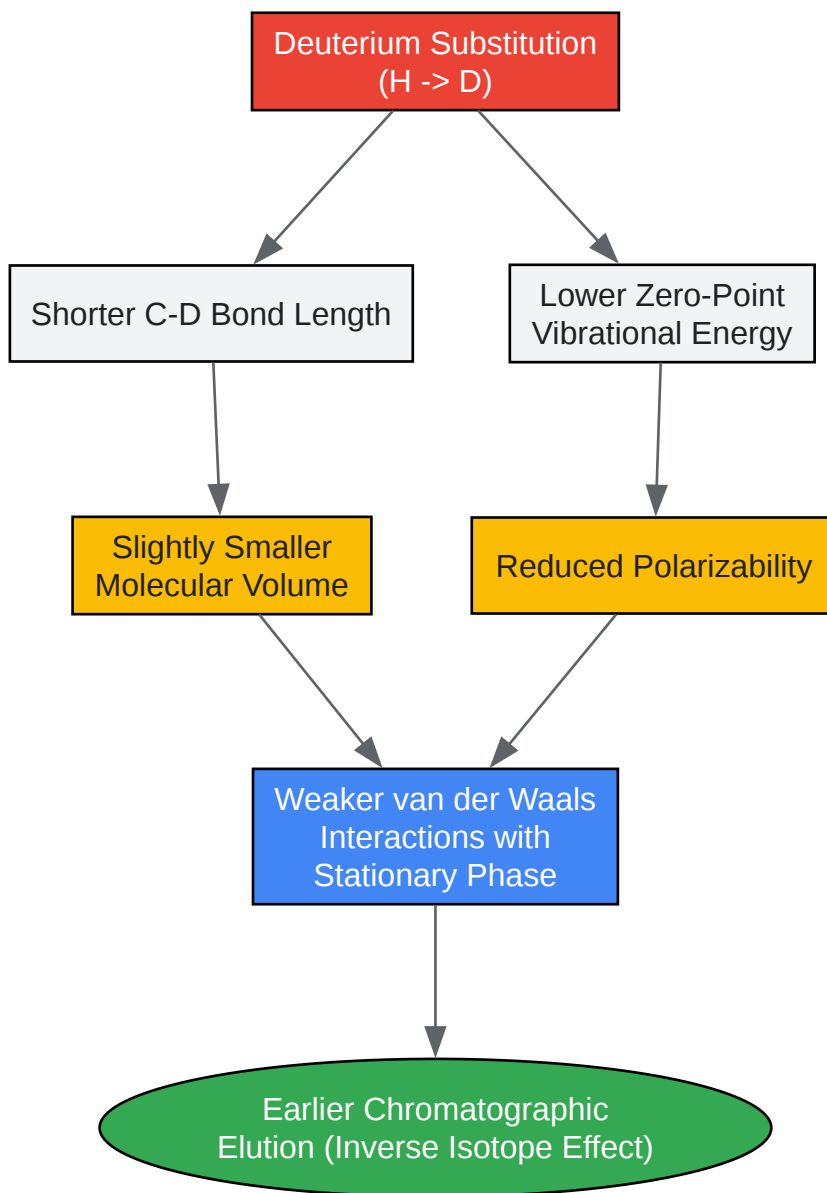 Deuterium Substitution
(H -> D)
Shorter C-D Bond Length
Lower Zero-Point
Vibrational Energy
Slightly Smaller
Molecular Volume
Reduced Polarizability
Weaker van der Waals
Interactions with
Stationary Phase
Earlier Chromatographic
Elution (Inverse Isotope Effect)